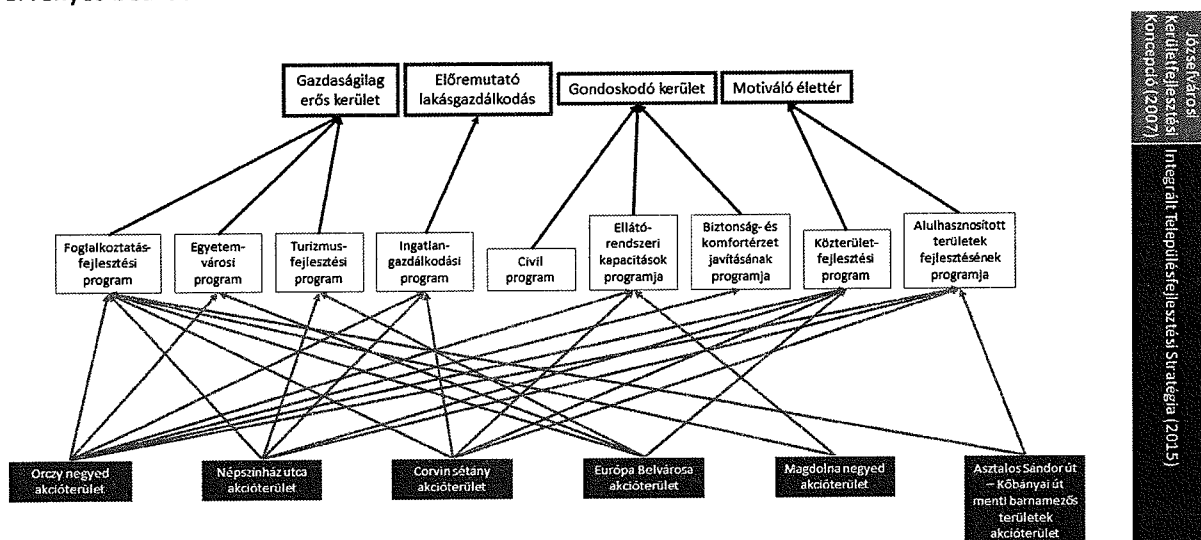 Gazdaságilag
erős kerület
Előremutató
lakásgazdálkodás
Gondoskodó kerület
Motiváló élettér
Foglalkoztatás-
fejlesztési
program
Egyetem-
városi
program
Turizmus-
fejlesztési
program
Ingatlan-
gazdálkodási
program
Civil
program
Ellátó-
rendszeri
kapacitások
programja
Biztonság- és
komfortérzet
javításának
programja
Közterület-
fejlesztési
program
Alulhasznosított
területek
fejlesztésének
programja
Orczy negyed
akcióterület
Népszínház utca
akcióterület
Corvin sétány
akcióterület
Európa Belvárosa
akcióterület
Magdolna negyed
akcióterület
Asztalos Sándor út
– Kőbányai út
menti barnamezős
területek
akcióterület
Józsefvárosi
kerületfejlesztési
Koncepció (2007)
Integrált Településfejlesztési Stratégia (2015)